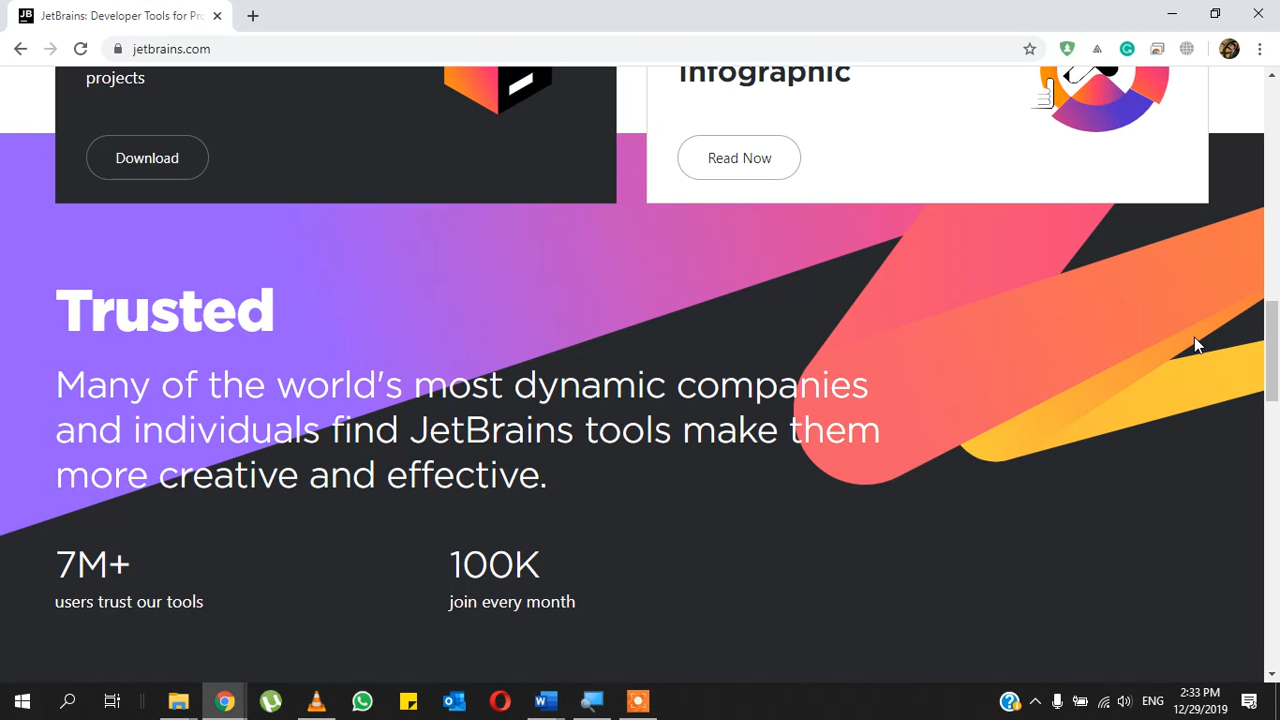 JetBrains: Developer Tools for Pro
jetbrains.com
projects
Infographic
Download
Read Now
Trusted
Many of the world's most dynamic companies
and individuals find JetBrains tools make them
more creative and effective.
7M+
users trust our tools
100K
join every month
ENG
2:33 PM
12/29/2019